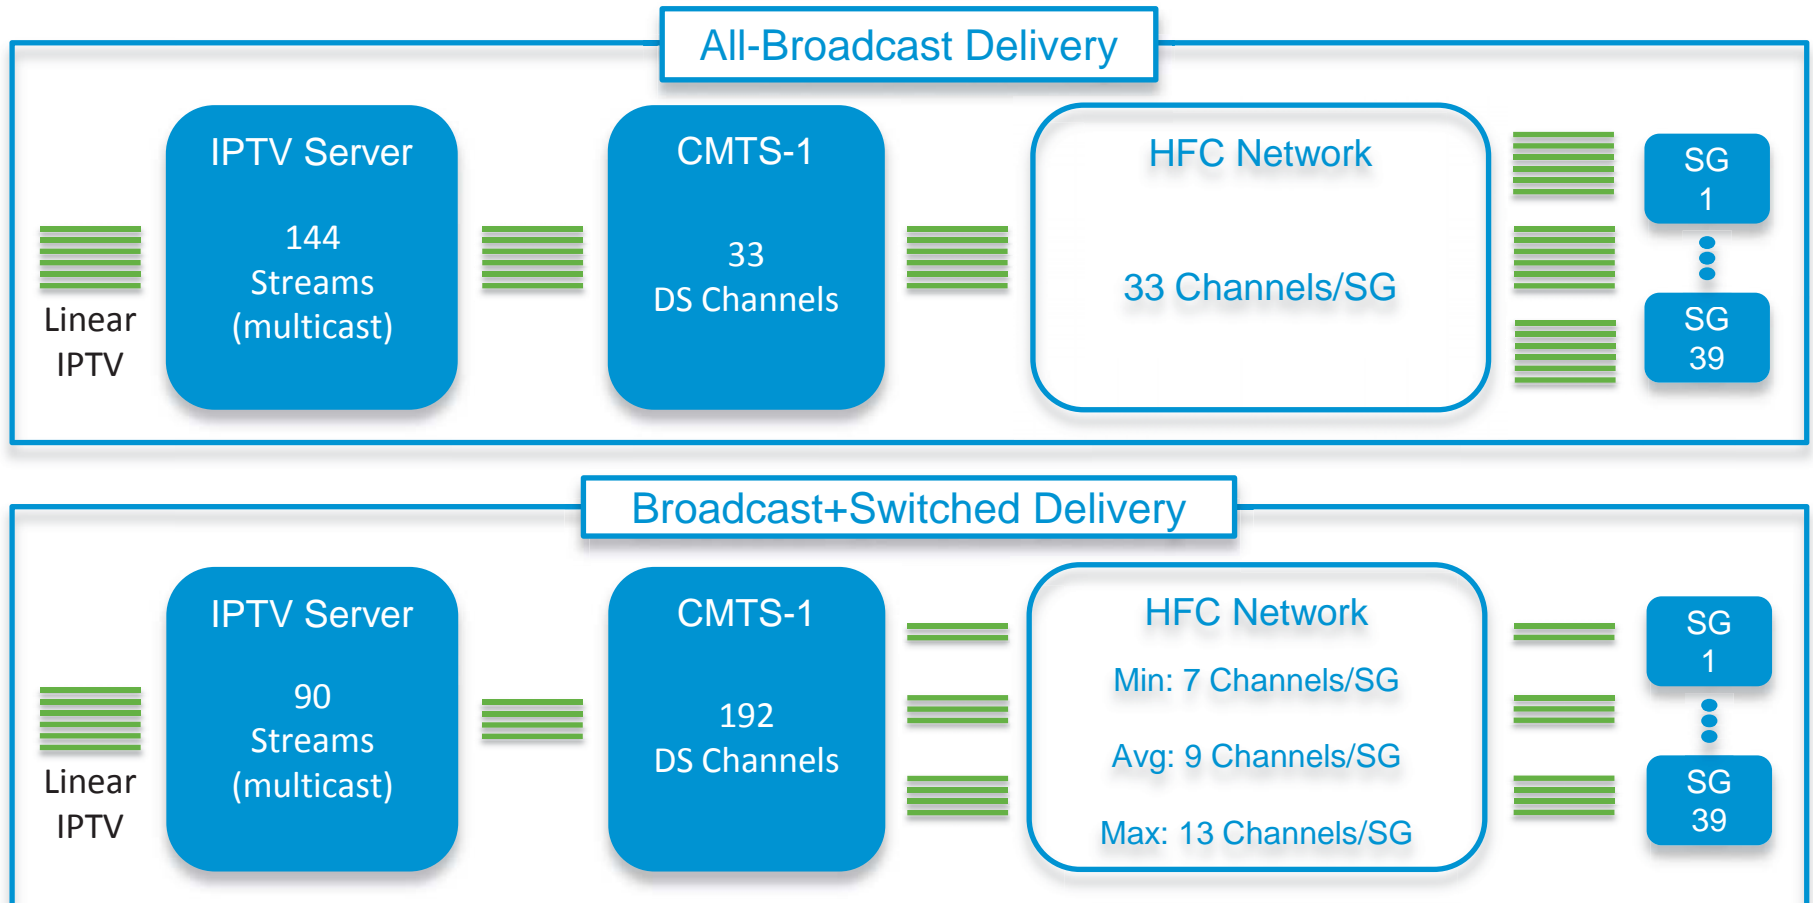 All-Broadcast Delivery
IPTV Server
144
Streams
(multicast)
Linear
IPTV
CMTS-1
33
DS Channels
HFC Network
33 Channels/SG
SG
1
SG
39
Broadcast+Switched Delivery
IPTV Server
90
Streams
(multicast)
Linear
IPTV
CMTS-1
192
DS Channels
HFC Network
Min: 7 Channels/SG
Avg: 9 Channels/SG
Max: 13 Channels/SG
SG
1
SG
39